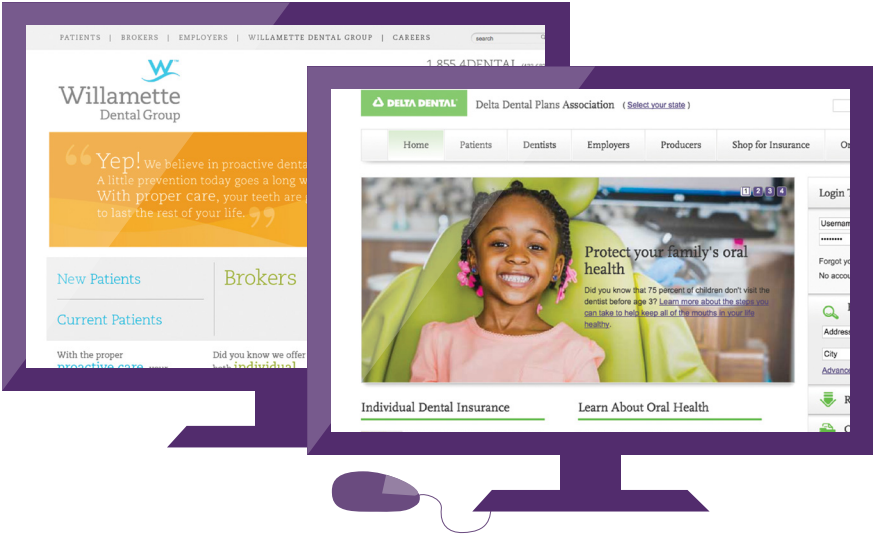 PATIENTS | BROKERS | EMPLOYERS | WILLAMETTE DENTAL GROUP | CAREERS
search
1.855.4DENTAL
Willamette
Dental Group
Yep! We believe in proactive
A little prevention today goes a long
With proper care, your teeth are
to last the rest of your life.
New Patients
Current Patients
Brokers
With the proper
proactive care, your
Did you know we offer
both individual
DELTA DENTAL
Delta Dental Plans Association ( Select your state )
Home Patients Dentists Employers Producers Shop for Insurance
1 2 3 4
Protect your family's oral
health
Did you know that 75 percent of children don't visit the
dentist before age 3? Learn more about the steps you
can take to help keep all of the mouths in your life
healthy.
Individual Dental Insurance
Learn About Oral Health
Login
Forgot
No
City